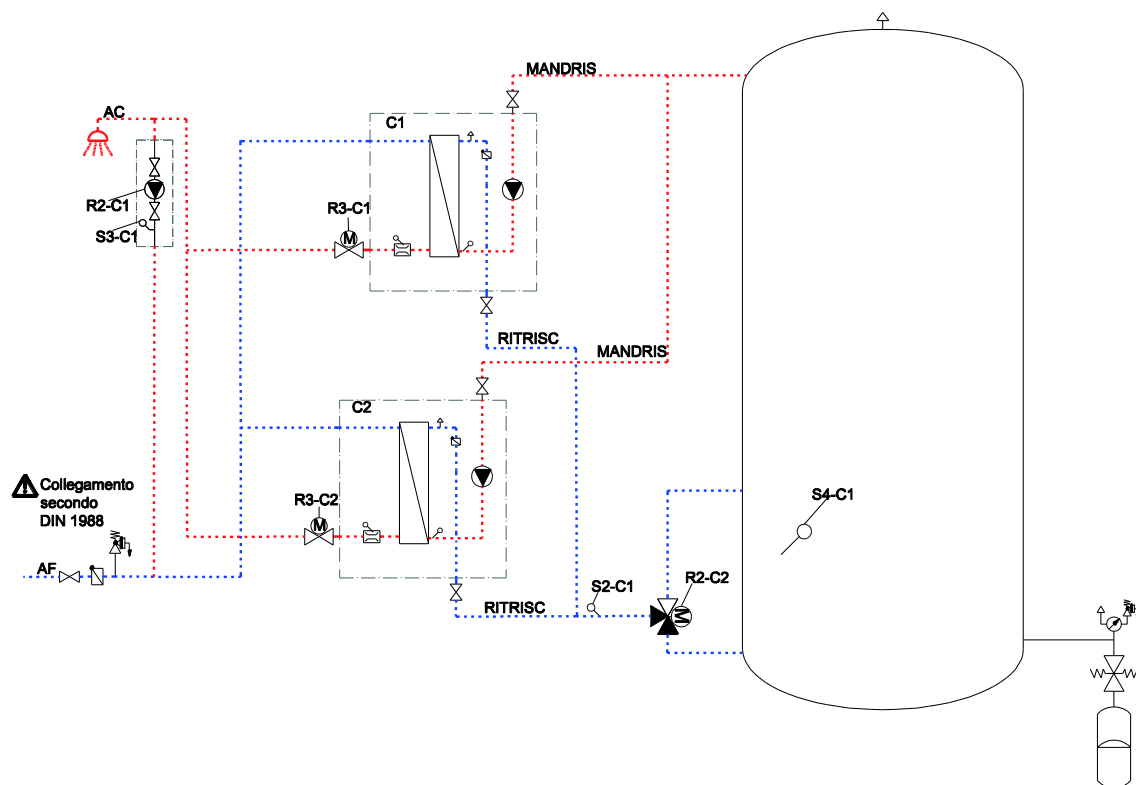 MANDRIS
AC
C1
R2-C1
R3-C1
M
S3-C1
RITRISC
MANDRIS
C2
Collegamento
secondo
DIN 1988
R3-C2
M
S4-C1
AF
S2-C1
R2-C2
M
RITRISC